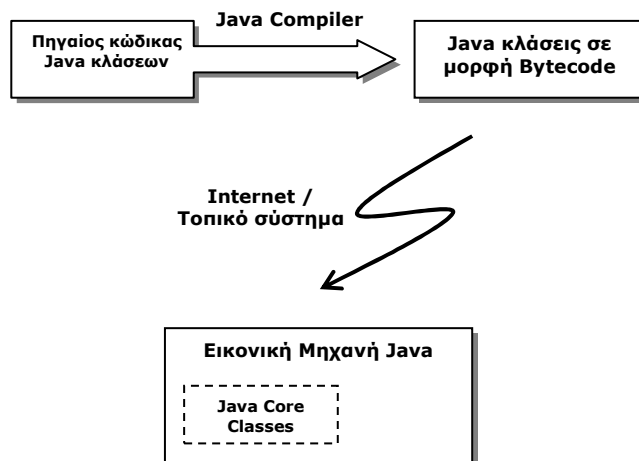 Java Compiler
Πηγαίος κώδικας
Java κλάσεων
Java κλάσεις σε
μορφή Bytecode
Internet /
Τοπικό σύστημα
Εικονική Μηχανή Java
Java Core
Classes